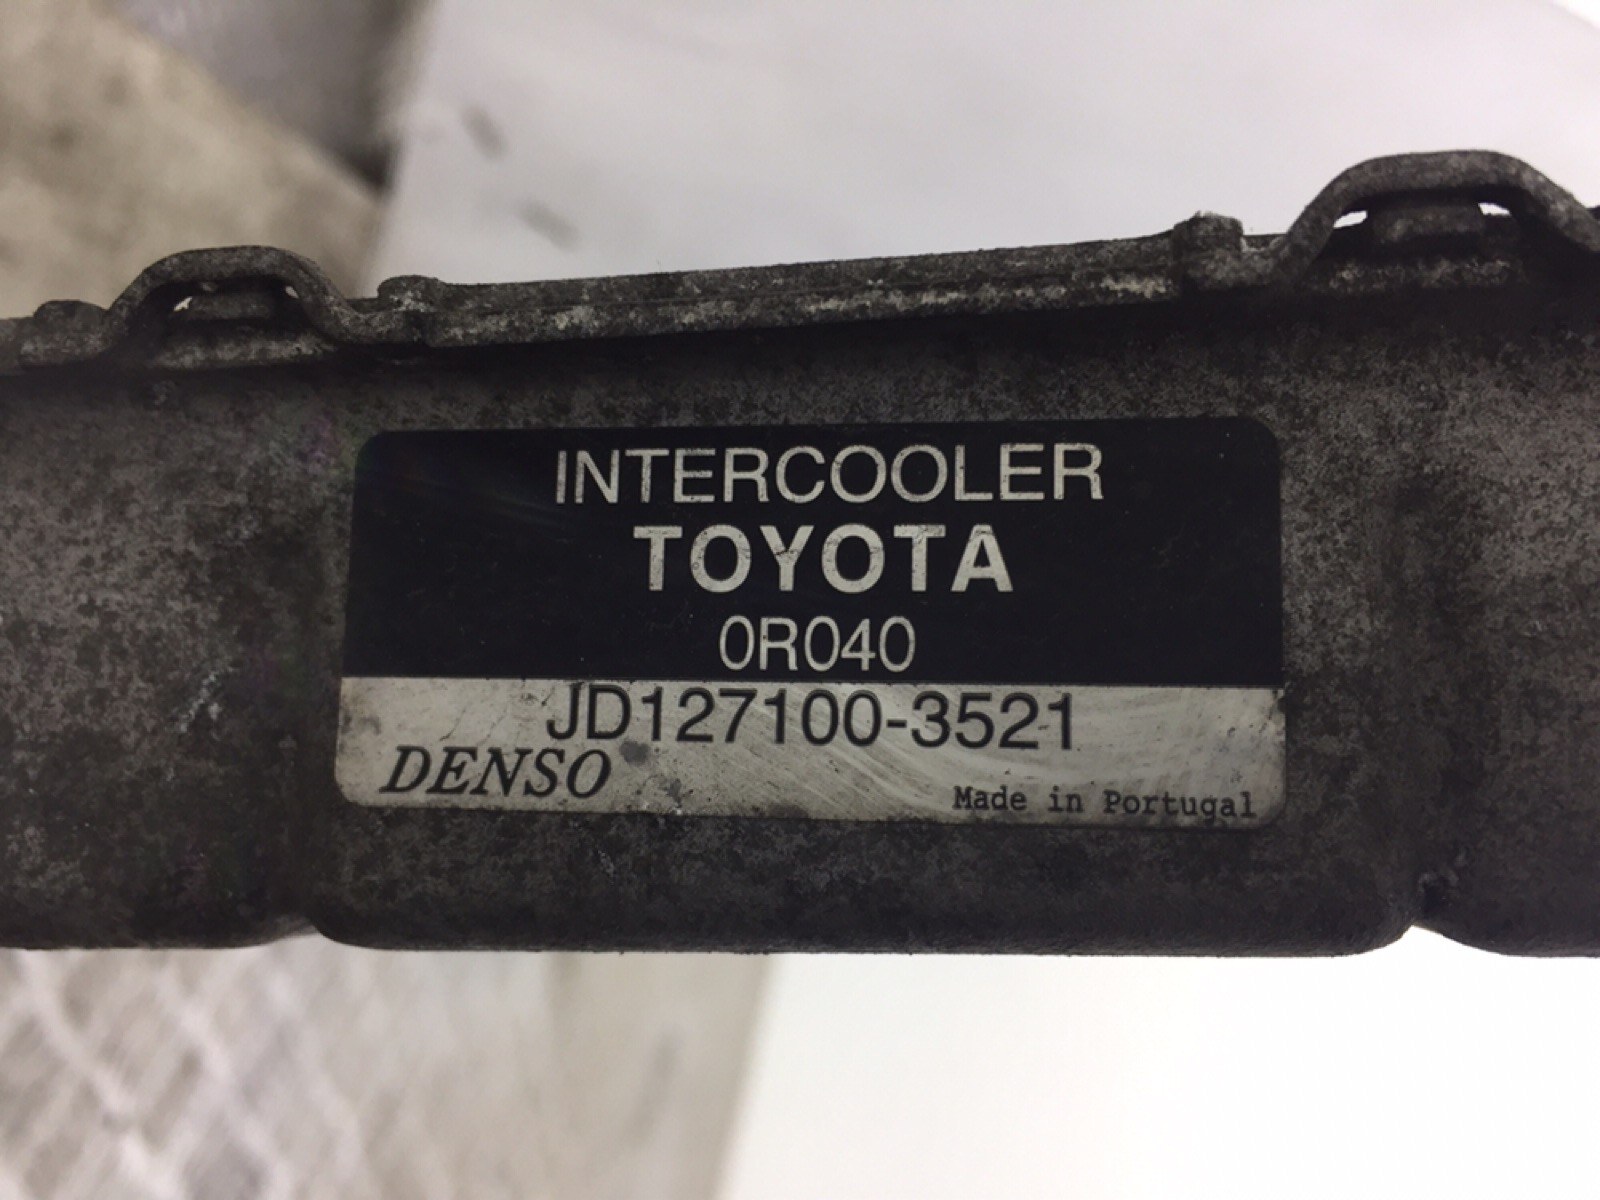 INTERCOOLER
TOYOTA
0R040
JD127100-3521
DENSO
Made in Portugal